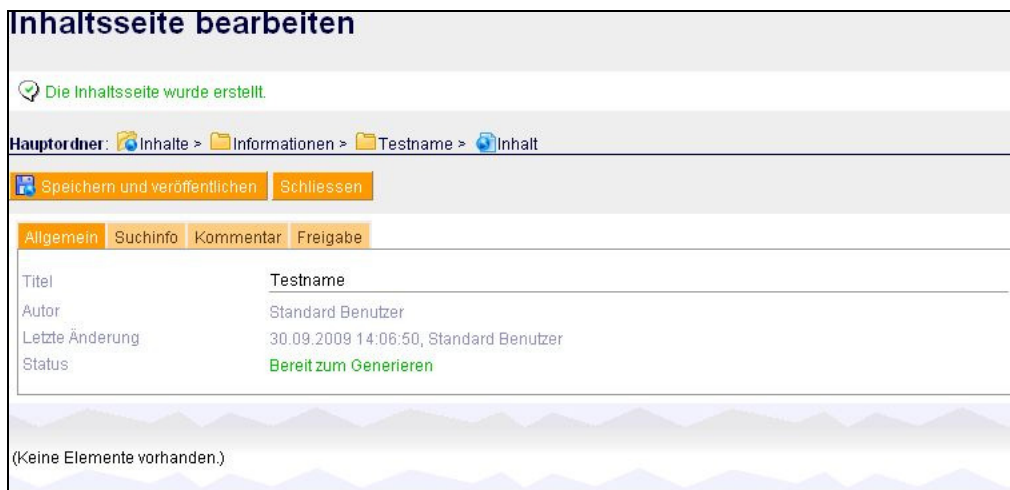 Inhaltsseite bearbeiten
Die Inhaltsseite wurde erstellt.
Hauptordner: Inhalte > Informationen > Testname > Inhalt
Speichern und veröffentlichen Schliessen
Allgemein Suchinfo Kommentar Freigabe
Titel Testname
Autor Standard Benutzer
Letzte Änderung 30.09.2009 14:06:50, Standard Benutzer
Status Bereit zum Generieren
(Keine Elemente vorhanden.)